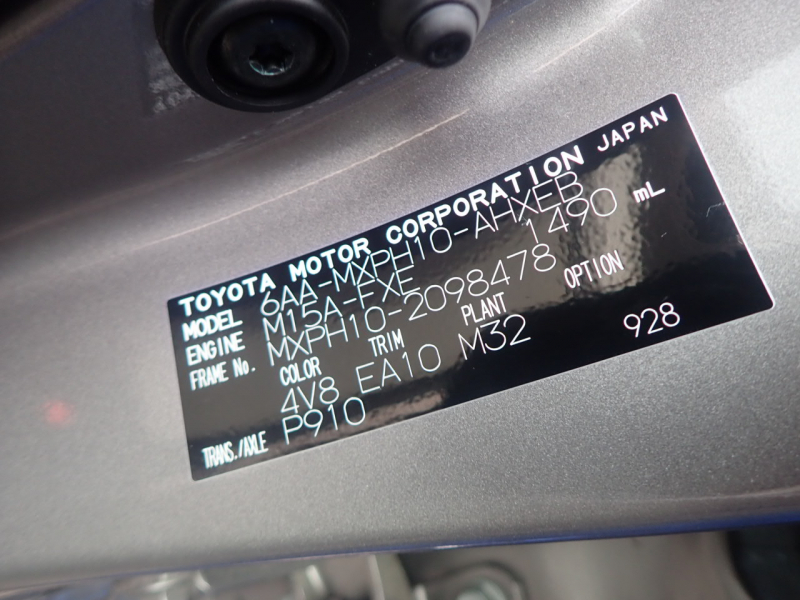 TOYOTA MOTOR CORPORATION JAPAN
MODEL 6AA-MXPH10-AHXEB
ENGINE M15A-FXE 1490 mL
FRAME No. MXPH10-2098478
COLOR TRIM PLANT OPTION
4V8 EA10 M32 928
TRANS./AXLE P910